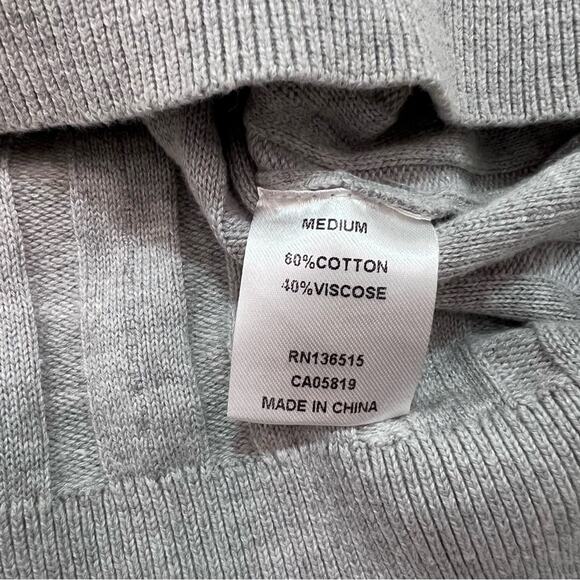 MEDIUM
60%COTTON
40%VISCOSE
RN136515
CA05819
MADE IN CHINA